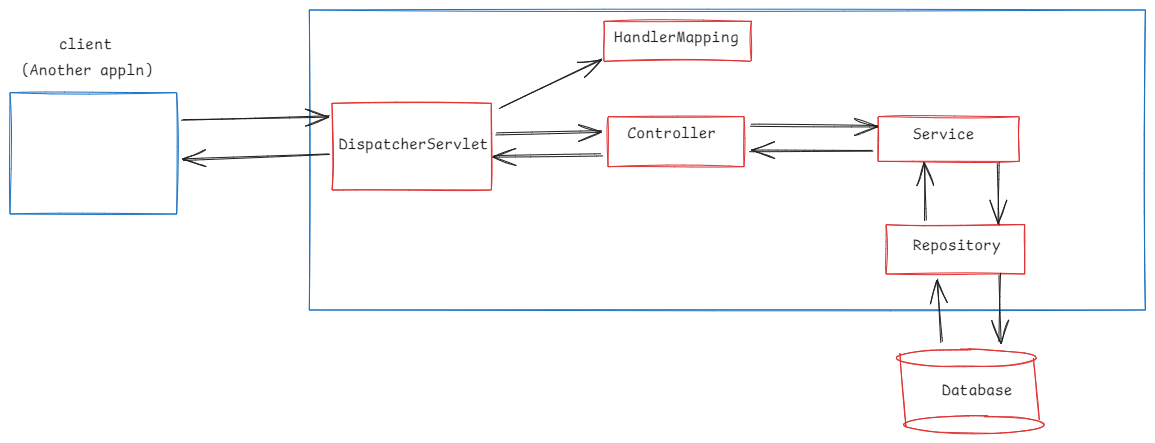 client
(Another appln)
HandlerMapping
DispatcherServlet
Controller
Service
Repository
Database